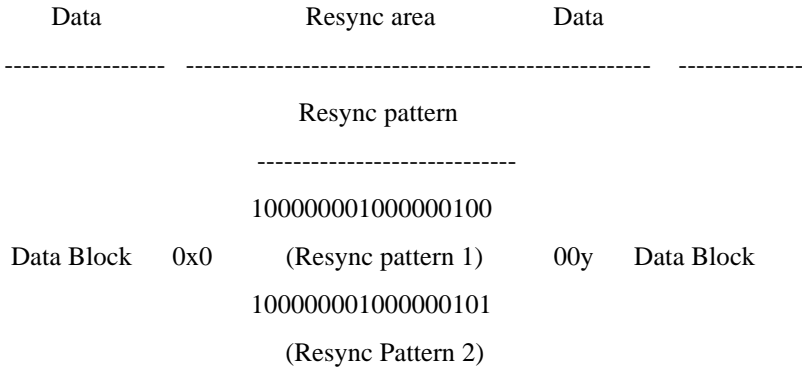 Data Resync area Data
------------------ ---------------------------------------------------- --------------
Resync pattern
-----------------------------
100000001000000100
Data Block 0x0 (Resync pattern 1) 00y Data Block
100000001000000101
(Resync Pattern 2)